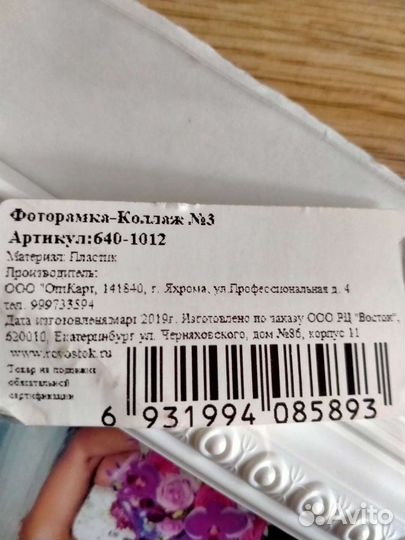 Фоторамка-Коллаж №3
Артикул:640-1012
Материал: Пластик
Производитель:
ООО "ОптКарт, 141840, г. Яхрома, ул.Профессиональная д. 4
тел. 999733594
Дата изготовления:март 2019г. Изготовлено по заказу ООО РЦ "Восток",
620010, Екатеринбург ул. Черняховского, дом №86, корпус 11
www.rcvostok.ru
Товар не подлежит
обязательной
сертификации
6 931994 085893
Avito